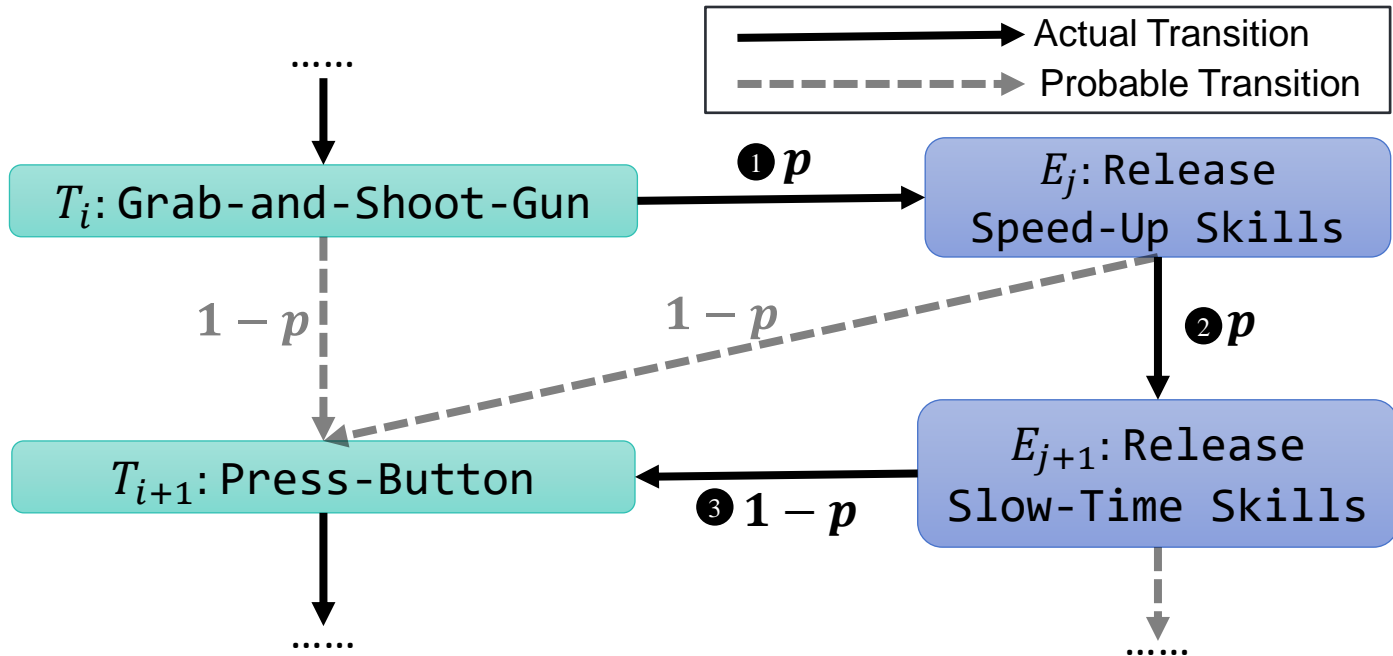 Actual Transition
Probable Transition
......
❶ p
T_i: Grab-and-Shoot-Gun
E_j: Release
Speed-Up Skills
1 − p
1 − p
❷ p
T_{i+1}: Press-Button
E_{j+1}: Release
Slow-Time Skills
❸ 1 − p
......
......